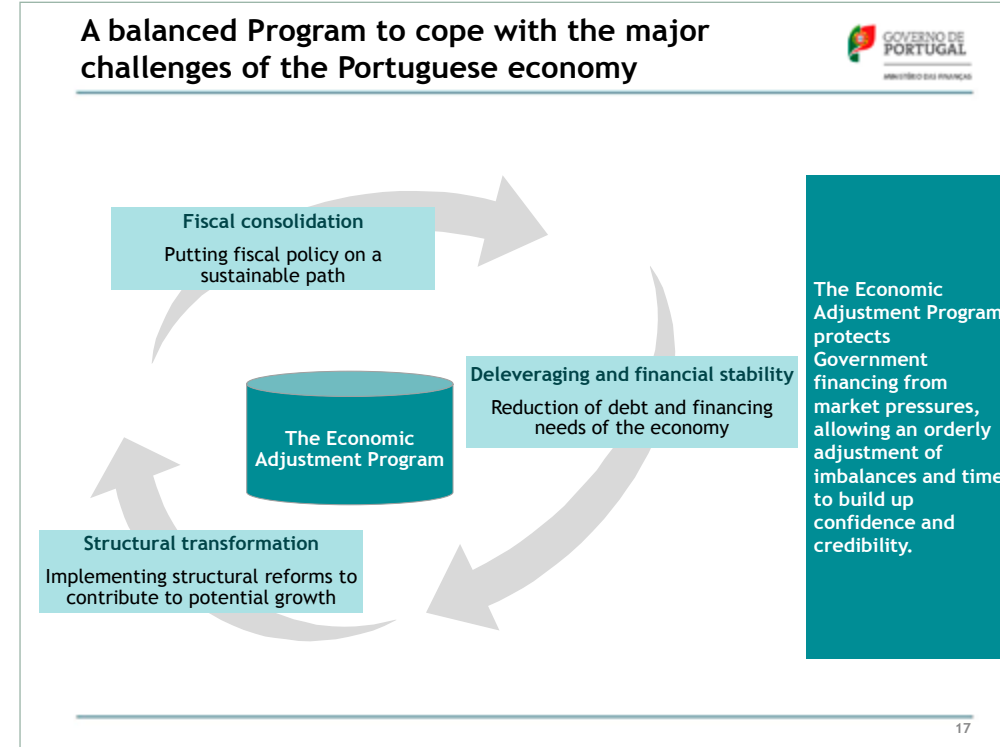 A balanced Program to cope with the major
challenges of the Portuguese economy
GOVERNO DE
PORTUGAL
MINISTÉRIO DAS FINANÇAS
Fiscal consolidation
Putting fiscal policy on a
sustainable path
Deleveraging and financial stability
Reduction of debt and financing
needs of the economy
The Economic
Adjustment Program
Structural transformation
Implementing structural reforms to
contribute to potential growth
The Economic
Adjustment Program
protects
Government
financing from
market pressures,
allowing an orderly
adjustment of
imbalances and time
to build up
confidence and
credibility.
17